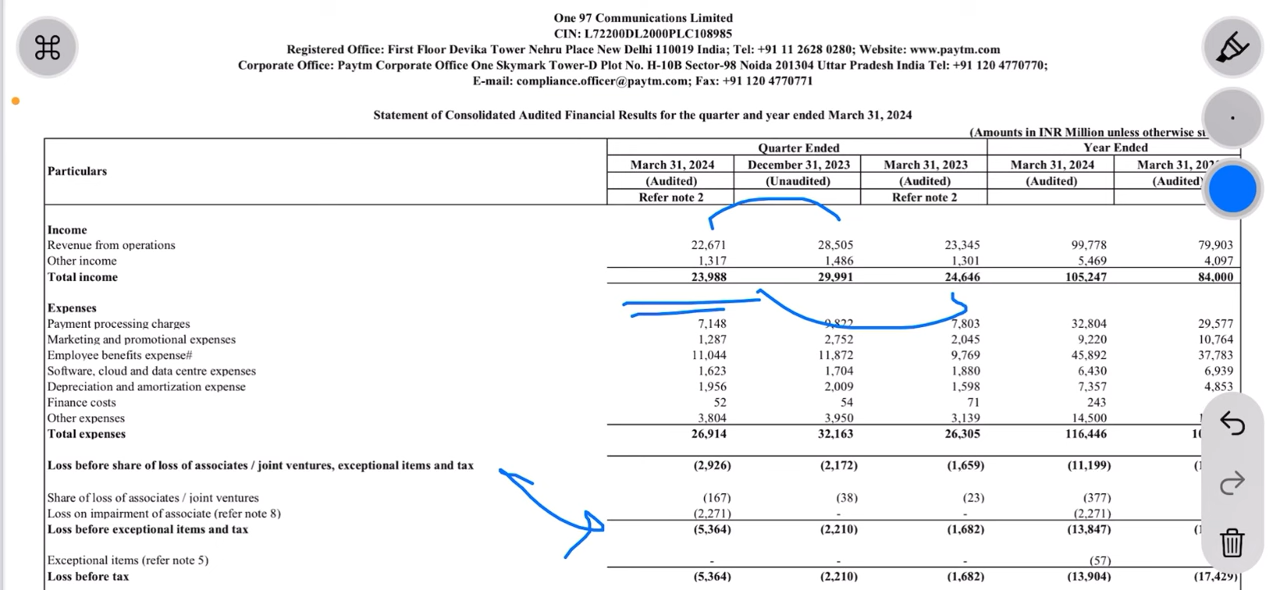 One 97 Communications Limited
CIN: L72200DL2000PLC108985
Registered Office: First Floor Devika Tower Nehru Place New Delhi 110019 India; Tel: +91 11 2628 0280; Website: www.paytm.com
Corporate Office: Paytm Corporate Office One Skymark Tower-D Plot No. H-10B Sector-98 Noida 201304 Uttar Pradesh India Tel: +91 120 4770770;
E-mail: compliance.officer@paytm.com; Fax: +91 120 4770771
Statement of Consolidated Audited Financial Results for the quarter and year ended March 31, 2024
(Amounts in INR Million unless otherwise
Particulars Quarter Ended Year Ended
March 31, 2024 December 31, 2023 March 31, 2023 March 31, 2024 March 31,
(Audited) (Unaudited) (Audited) (Audited) (Audited)
Refer note 2 Refer note 2
Income
Revenue from operations 22,671 28,505 23,345 99,778 79,903
Other income 1,317 1,486 1,301 5,469 4,097
Total income 23,988 29,991 24,646 105,247 84,000
Expenses
Payment processing charges 7,148 9,822 7,803 32,804 29,577
Marketing and promotional expenses 1,287 2,752 2,045 9,220 10,764
Employee benefits expense# 11,044 11,872 9,769 45,892 37,783
Software, cloud and data centre expenses 1,623 1,704 1,880 6,430 6,939
Depreciation and amortization expense 1,956 2,009 1,598 7,357 4,853
Finance costs 52 54 71 243
Other expenses 3,804 3,950 3,139 14,500
Total expenses 26,914 32,163 26,305 116,446
Loss before share of loss of associates / joint ventures, exceptional items and tax (2,926) (2,172) (1,659) (11,199)
Share of loss of associates / joint ventures (167) (38) (23) (377)
Loss on impairment of associate (refer note 8) (2,271) - - (2,271)
Loss before exceptional items and tax (5,364) (2,210) (1,682) (13,847)
Exceptional items (refer note 5) - - - (57)
Loss before tax (5,364) (2,210) (1,682) (13,904) (17,429)